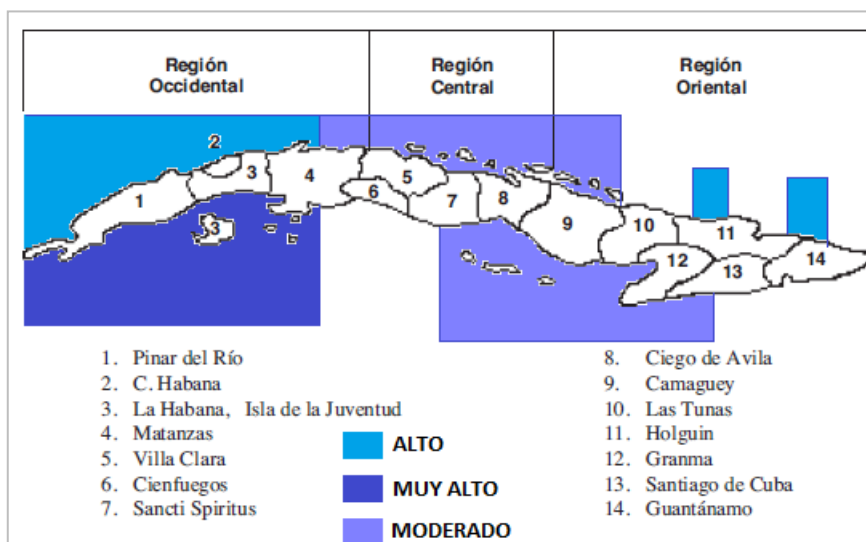 Región
Occidental
Región
Central
Región
Oriental
2
1
3
4
5
6
7
8
9
10
11
12
13
14
3
1. Pinar del Río
2. C. Habana
3. La Habana, Isla de la Juventud
4. Matanzas
5. Villa Clara
6. Cienfuegos
7. Sancti Spiritus
ALTO
MUY ALTO
MODERADO
8. Ciego de Avila
9. Camaguey
10. Las Tunas
11. Holguin
12. Granma
13. Santiago de Cuba
14. Guantánamo